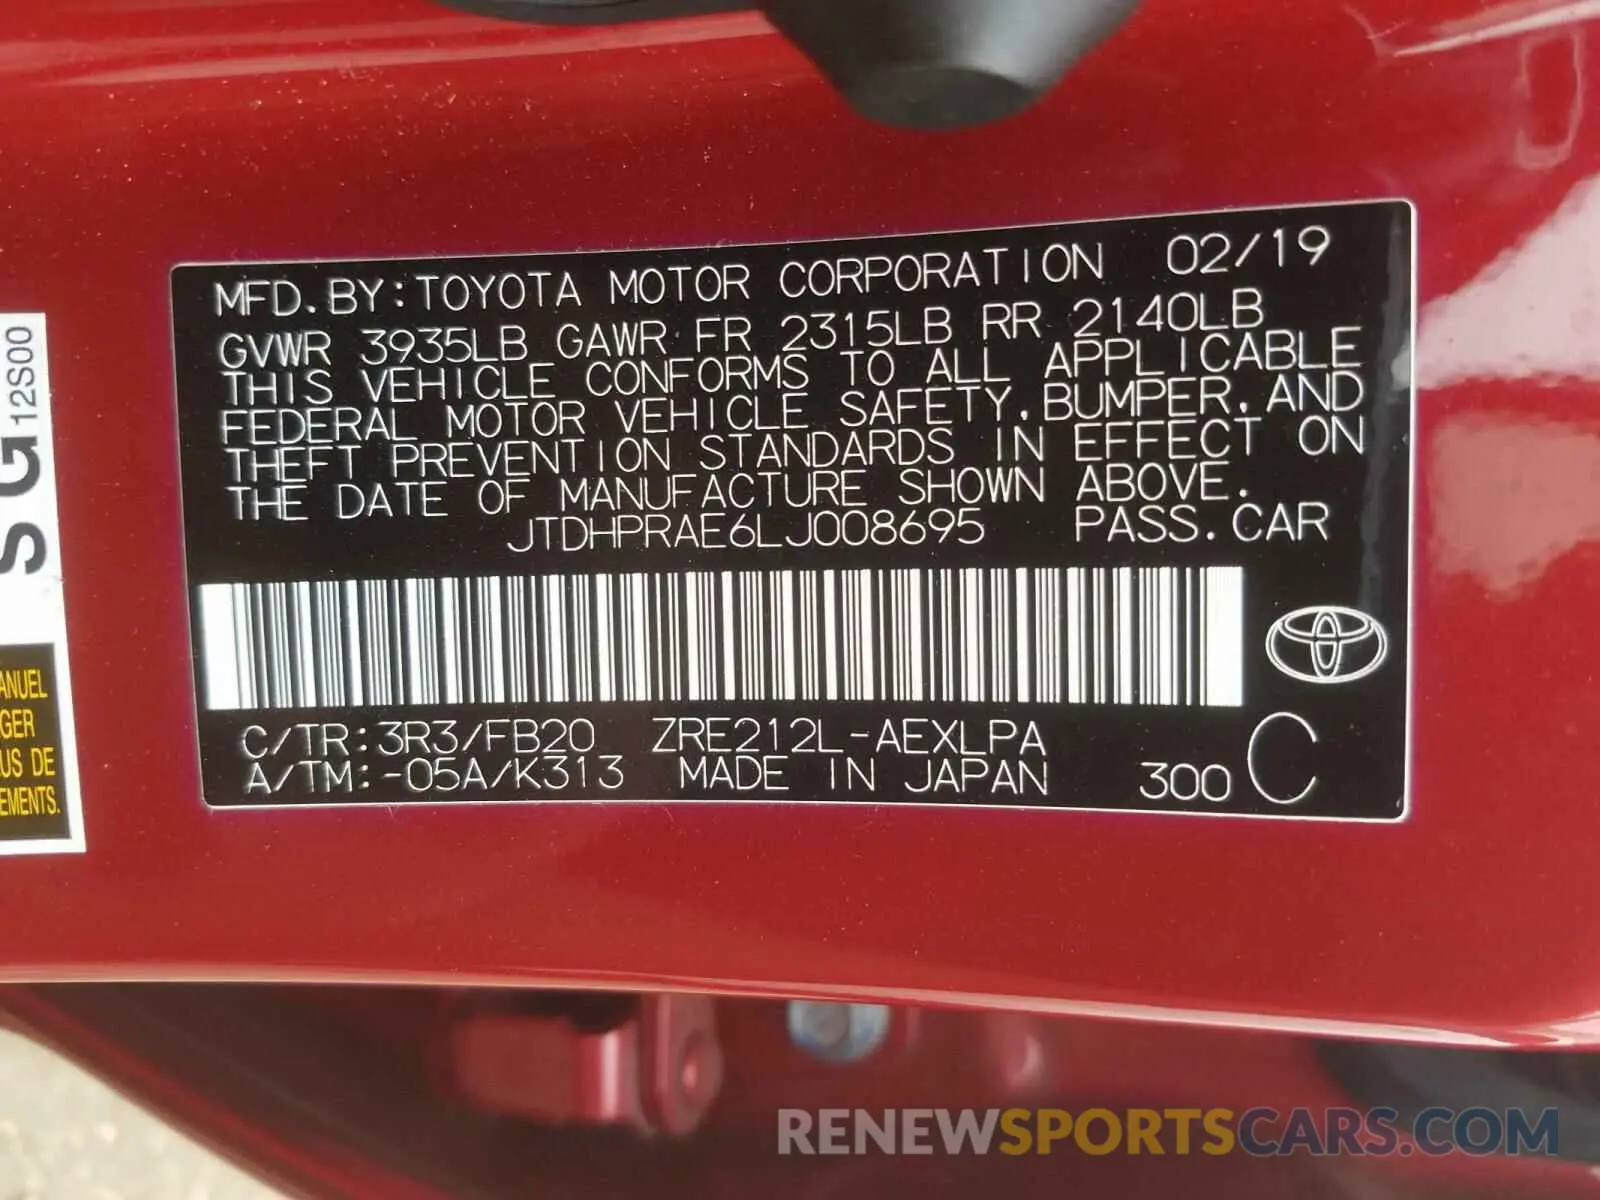 MFD.BY:TOYOTA MOTOR CORPORATION 02/19
GVWR 3935LB GAWR FR 2315LB RR 2140LB
THIS VEHICLE CONFORMS TO ALL APPLICABLE
FEDERAL MOTOR VEHICLE SAFETY,BUMPER,AND
THEFT PREVENTION STANDARDS IN EFFECT ON
THE DATE OF MANUFACTURE SHOWN ABOVE.
JTDHPRAE6LJ008695 PASS.CAR
C/TR:3R3/FB20 ZRE212L-AEXLPA
A/TM:-05A/K313 MADE IN JAPAN 300 C
S G 12S00
ANUEL
GER
US DE
EMENTS.
RENEWSPORTSCARS.COM